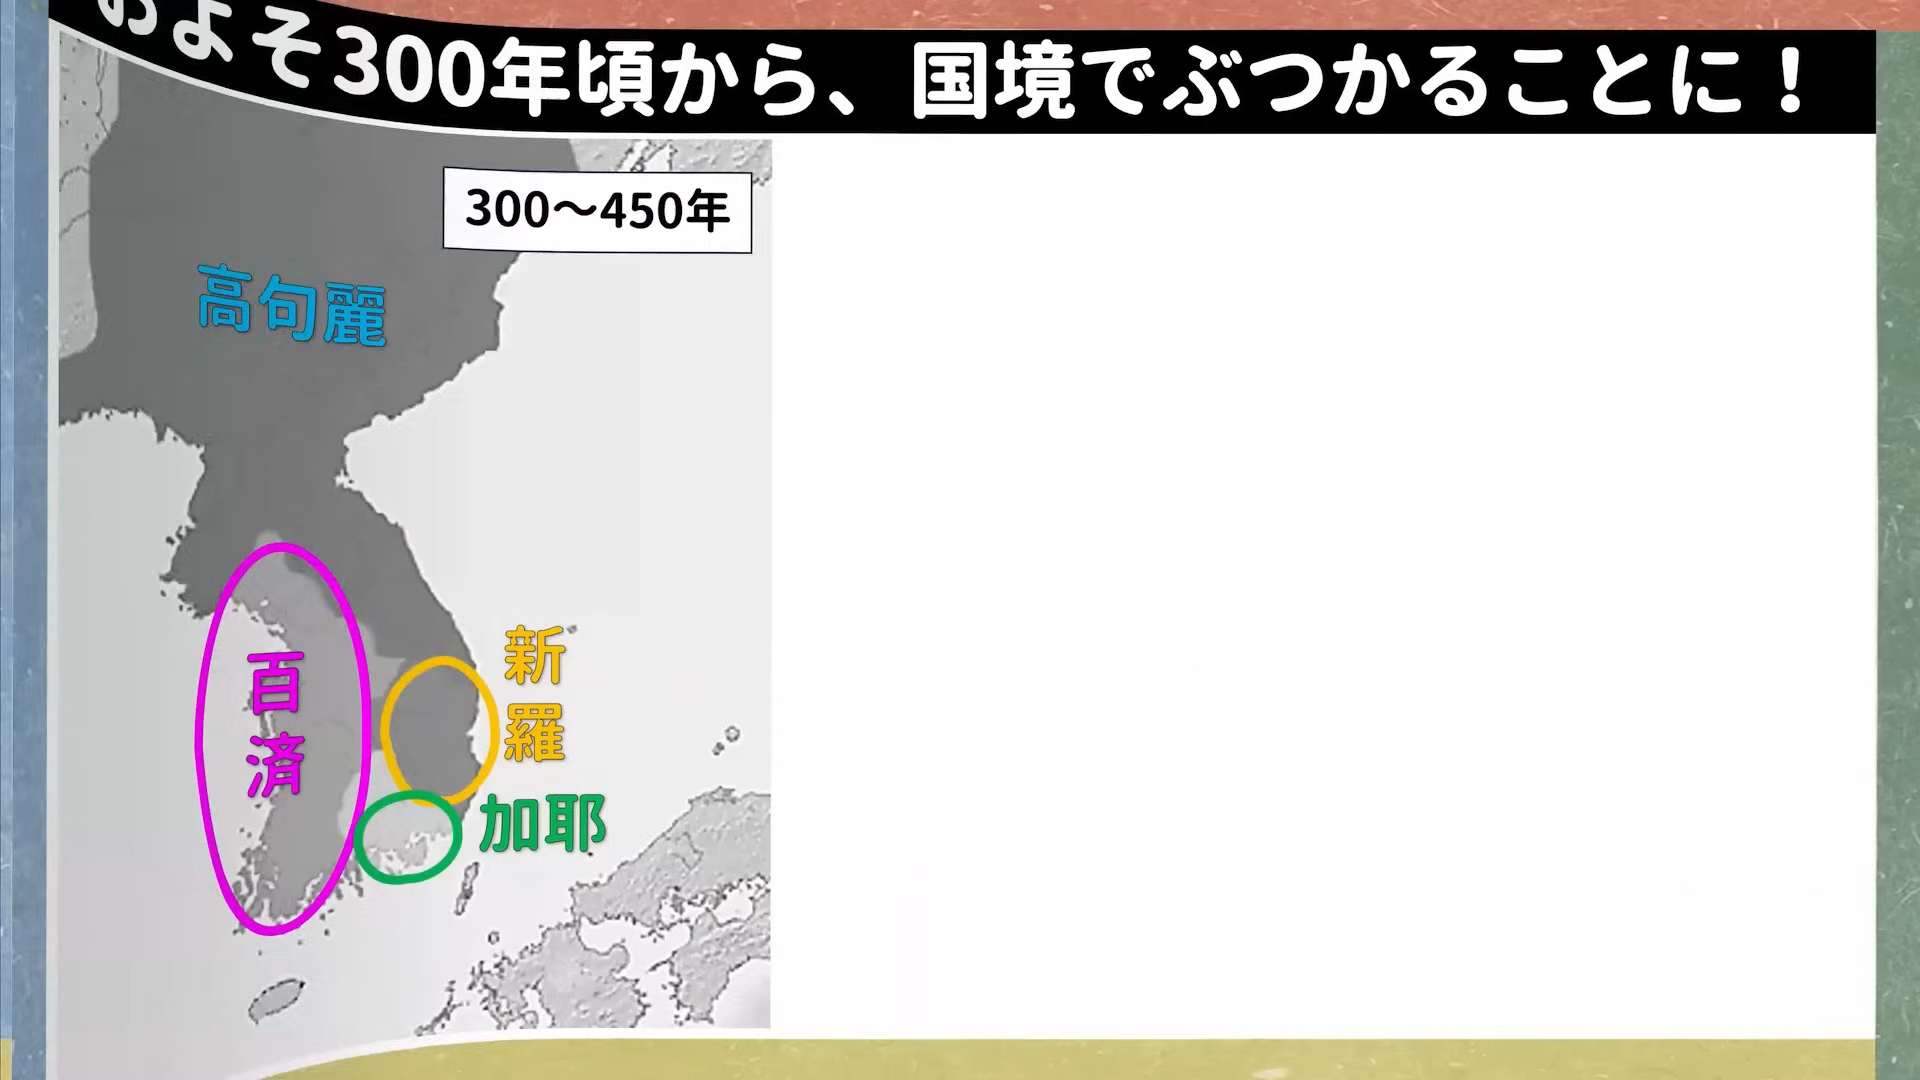 およそ300年頃から、国境でぶつかることに！
300～450年
高句麗
百済
新羅
加耶